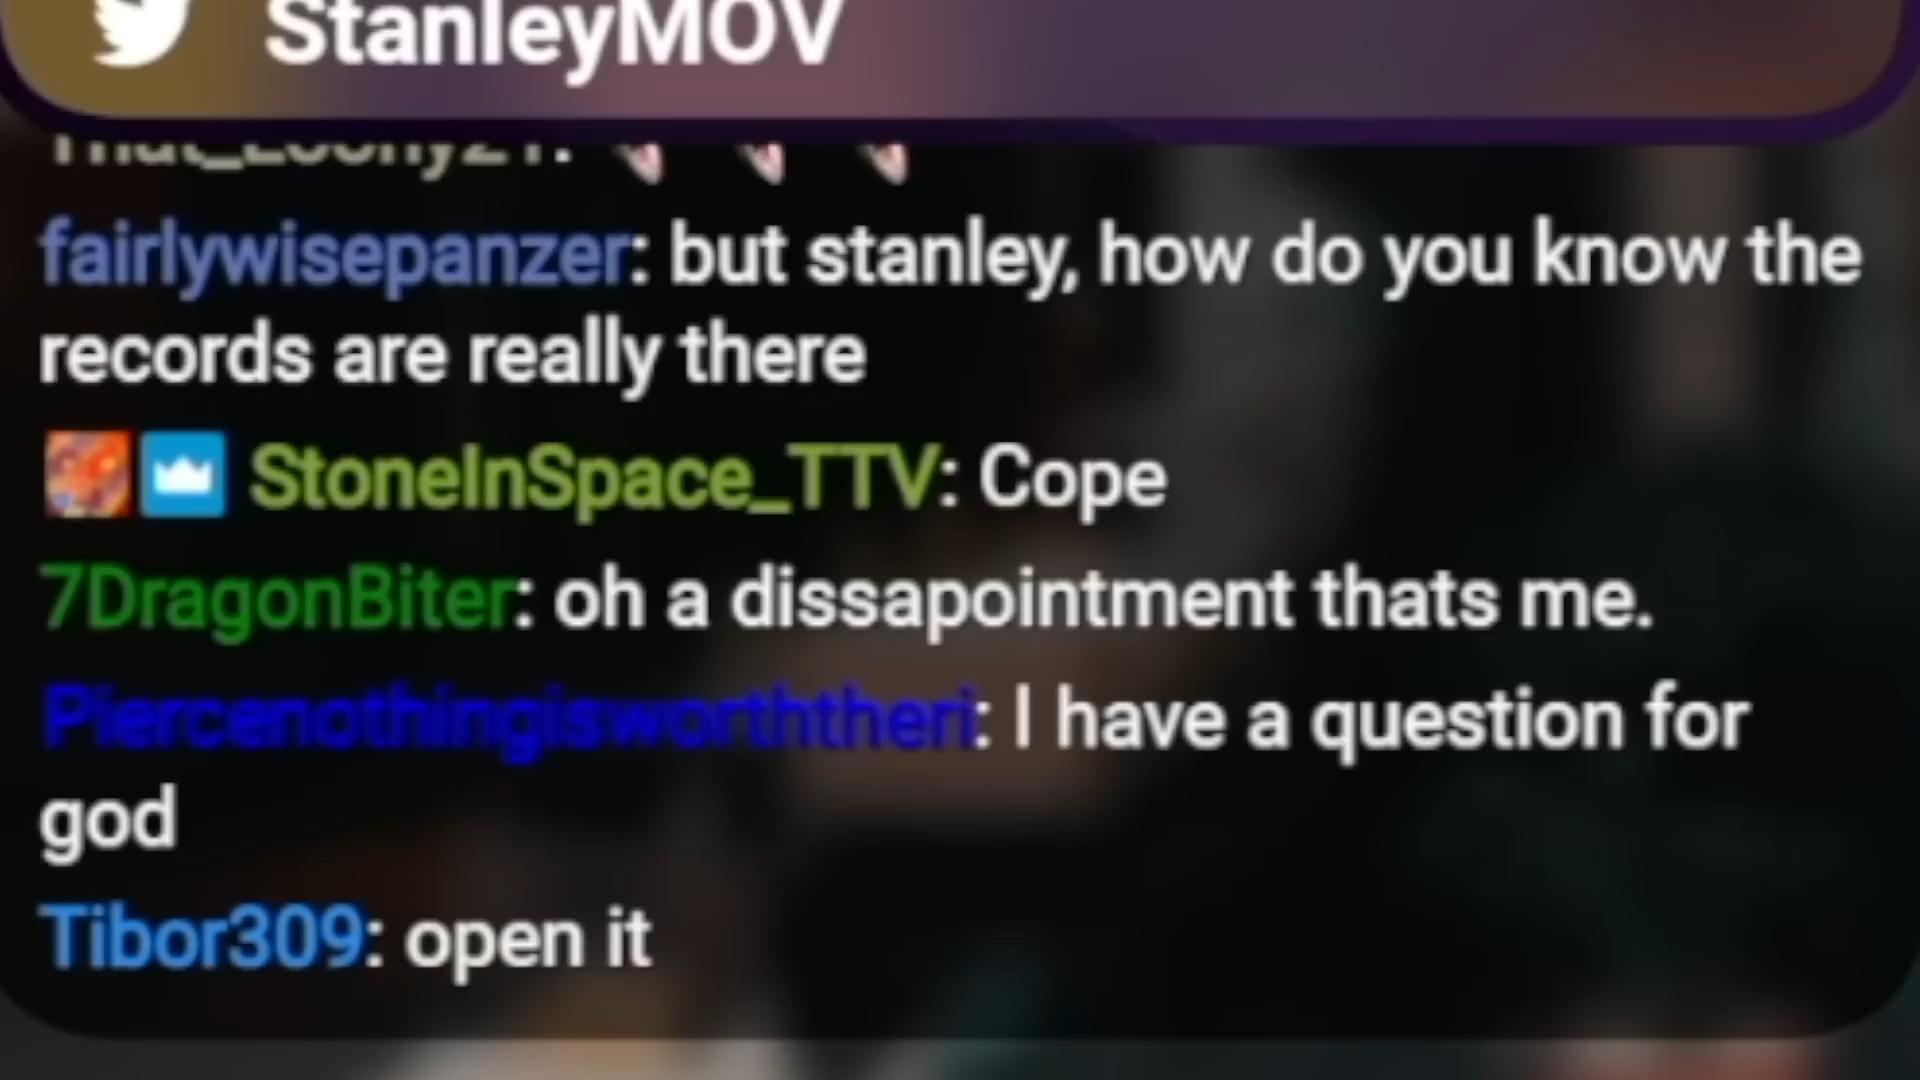 StanleyMOV
fairlywisepanzer: but stanley, how do you know the
records are really there
StoneInSpace_TTV: Cope
7DragonBiter: oh a dissapointment thats me.
Piercenothingisworththeri: I have a question for
god
Tibor309: open it